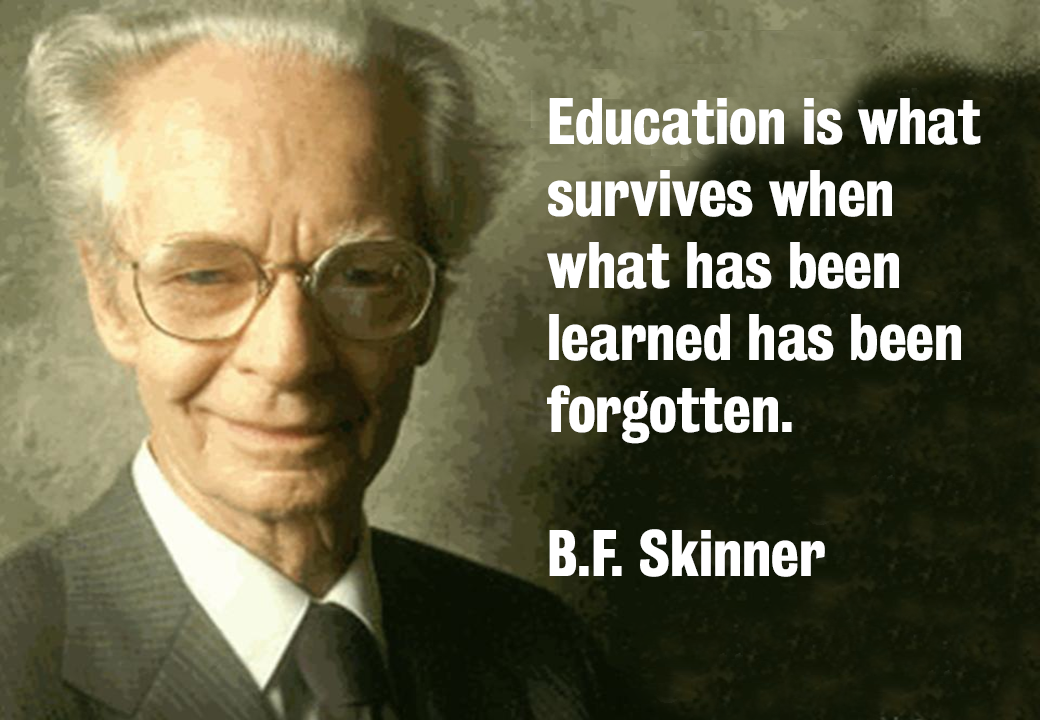 Education is what
survives when
what has been
learned has been
forgotten.
B.F. Skinner